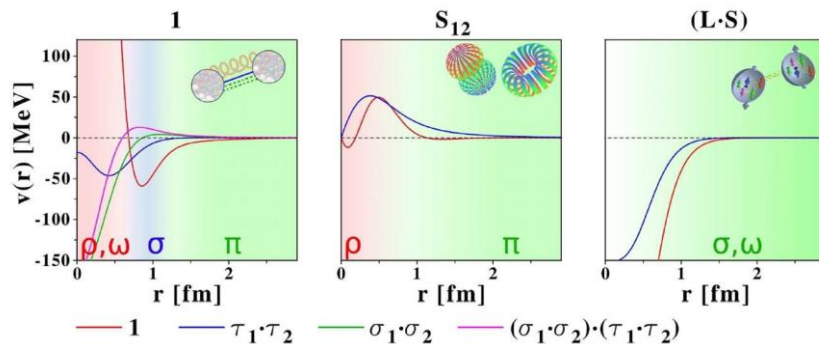 1 S₁₂ (L·S)
v(r) [MeV]
100
50
0
-50
-100
-150
ρ,ω σ π
ρ π
σ,ω
0 1 2 0 1 2 0 1 2
r [fm] r [fm] r [fm]
1 τ₁·τ₂ σ₁·σ₂ (σ₁·σ₂)·(τ₁·τ₂)